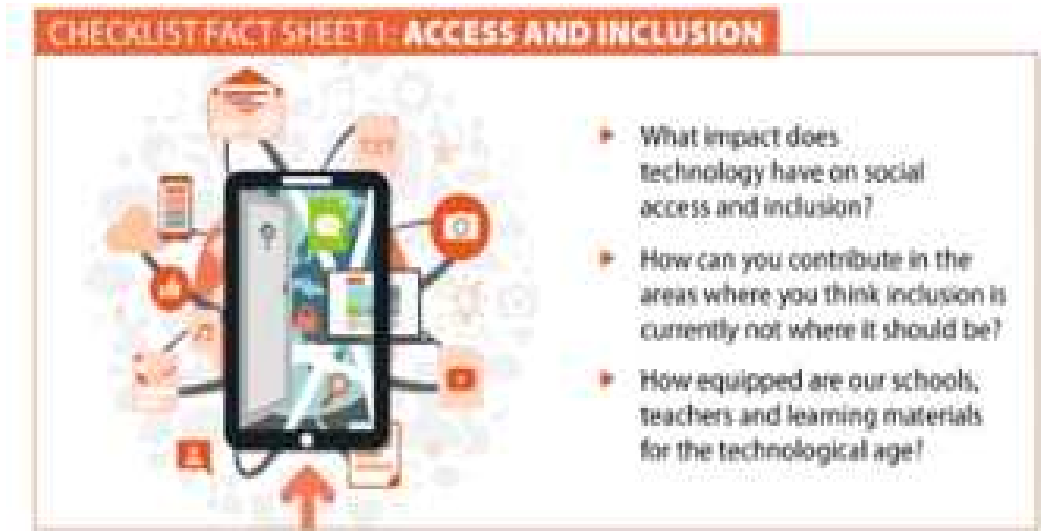 CHECKLIST FACT SHEET 1: ACCESS AND INCLUSION
What impact does
technology have on social
access and inclusion?
How can you contribute in the
areas where you think inclusion is
currently not where it should be?
How equipped are our schools,
teachers and learning materials
for the technological age?